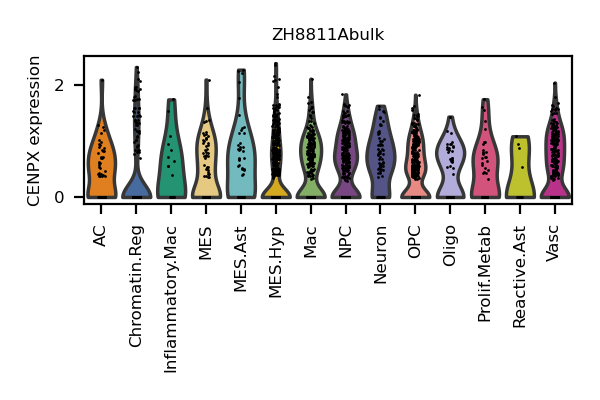 ZH8811Abulk
CENPX expression
2
0
AC
Chromatin.Reg
Inflammatory.Mac
MES
MES.Ast
MES.Hyp
Mac
NPC
Neuron
OPC
Oligo
Prolif.Metab
Reactive.Ast
Vasc